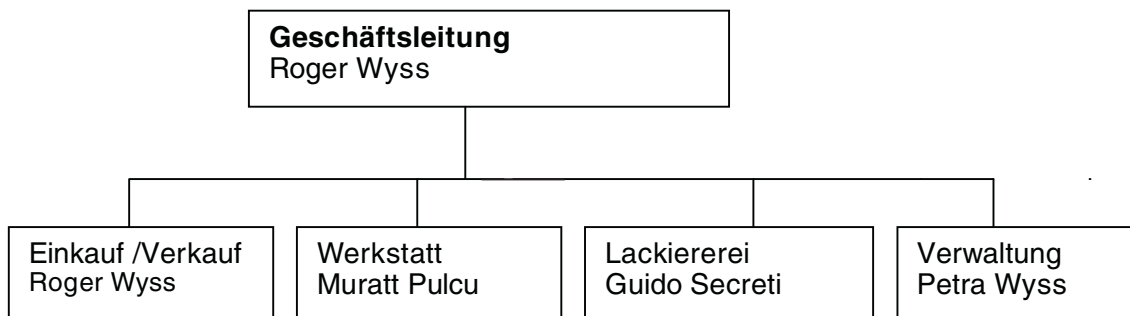 Geschäftsleitung
Roger Wyss
Einkauf /Verkauf
Roger Wyss
Werkstatt
Muratt Pulcu
Lackiererei
Guido Secreti
Verwaltung
Petra Wyss